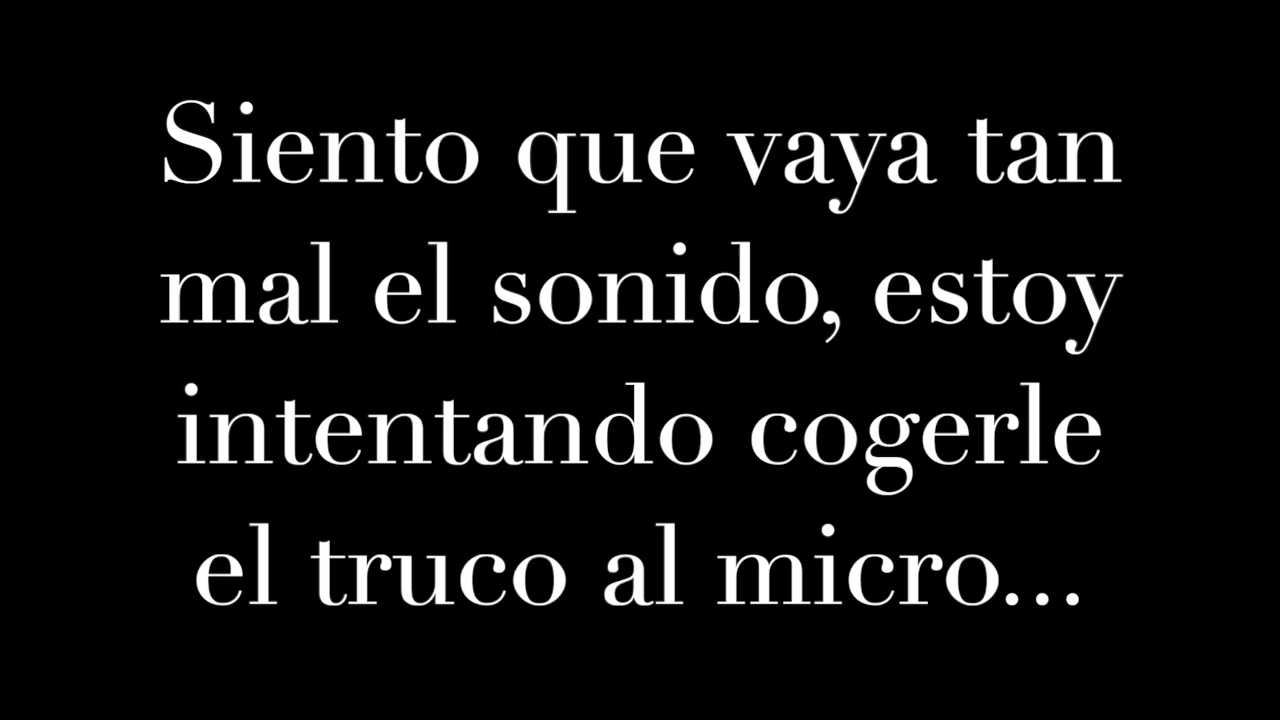 Siento que vaya tan
mal el sonido, estoy
intentando cogerle
el truco al micro...